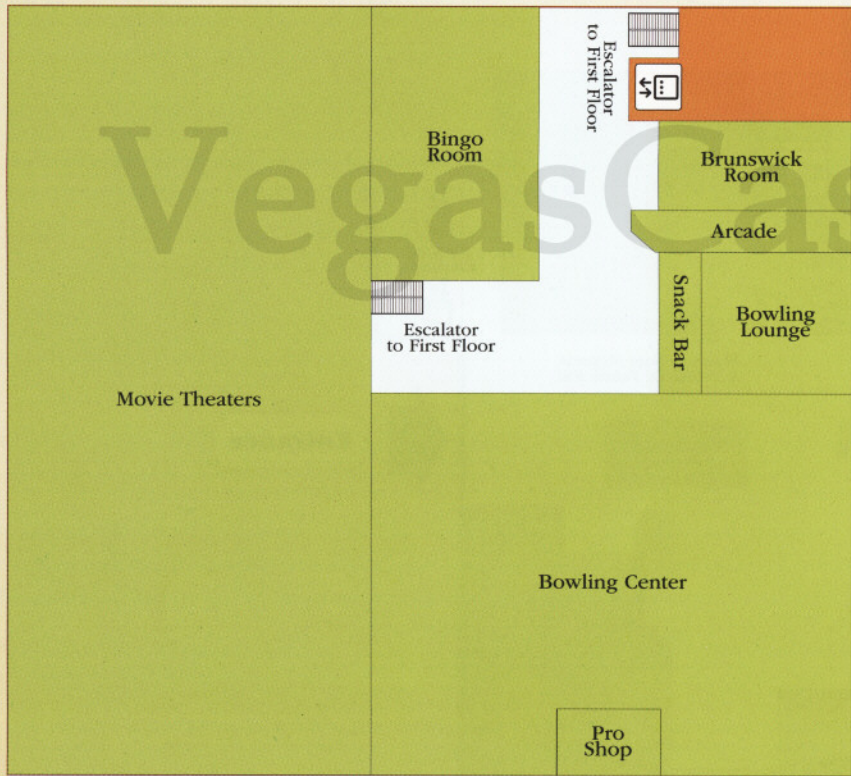 Escalator
to First Floor
Bingo
Room
Brunswick
Room
VegasCas
Arcade
Snack Bar
Bowling
Lounge
Escalator
to First Floor
Movie Theaters
Bowling Center
Pro
Shop